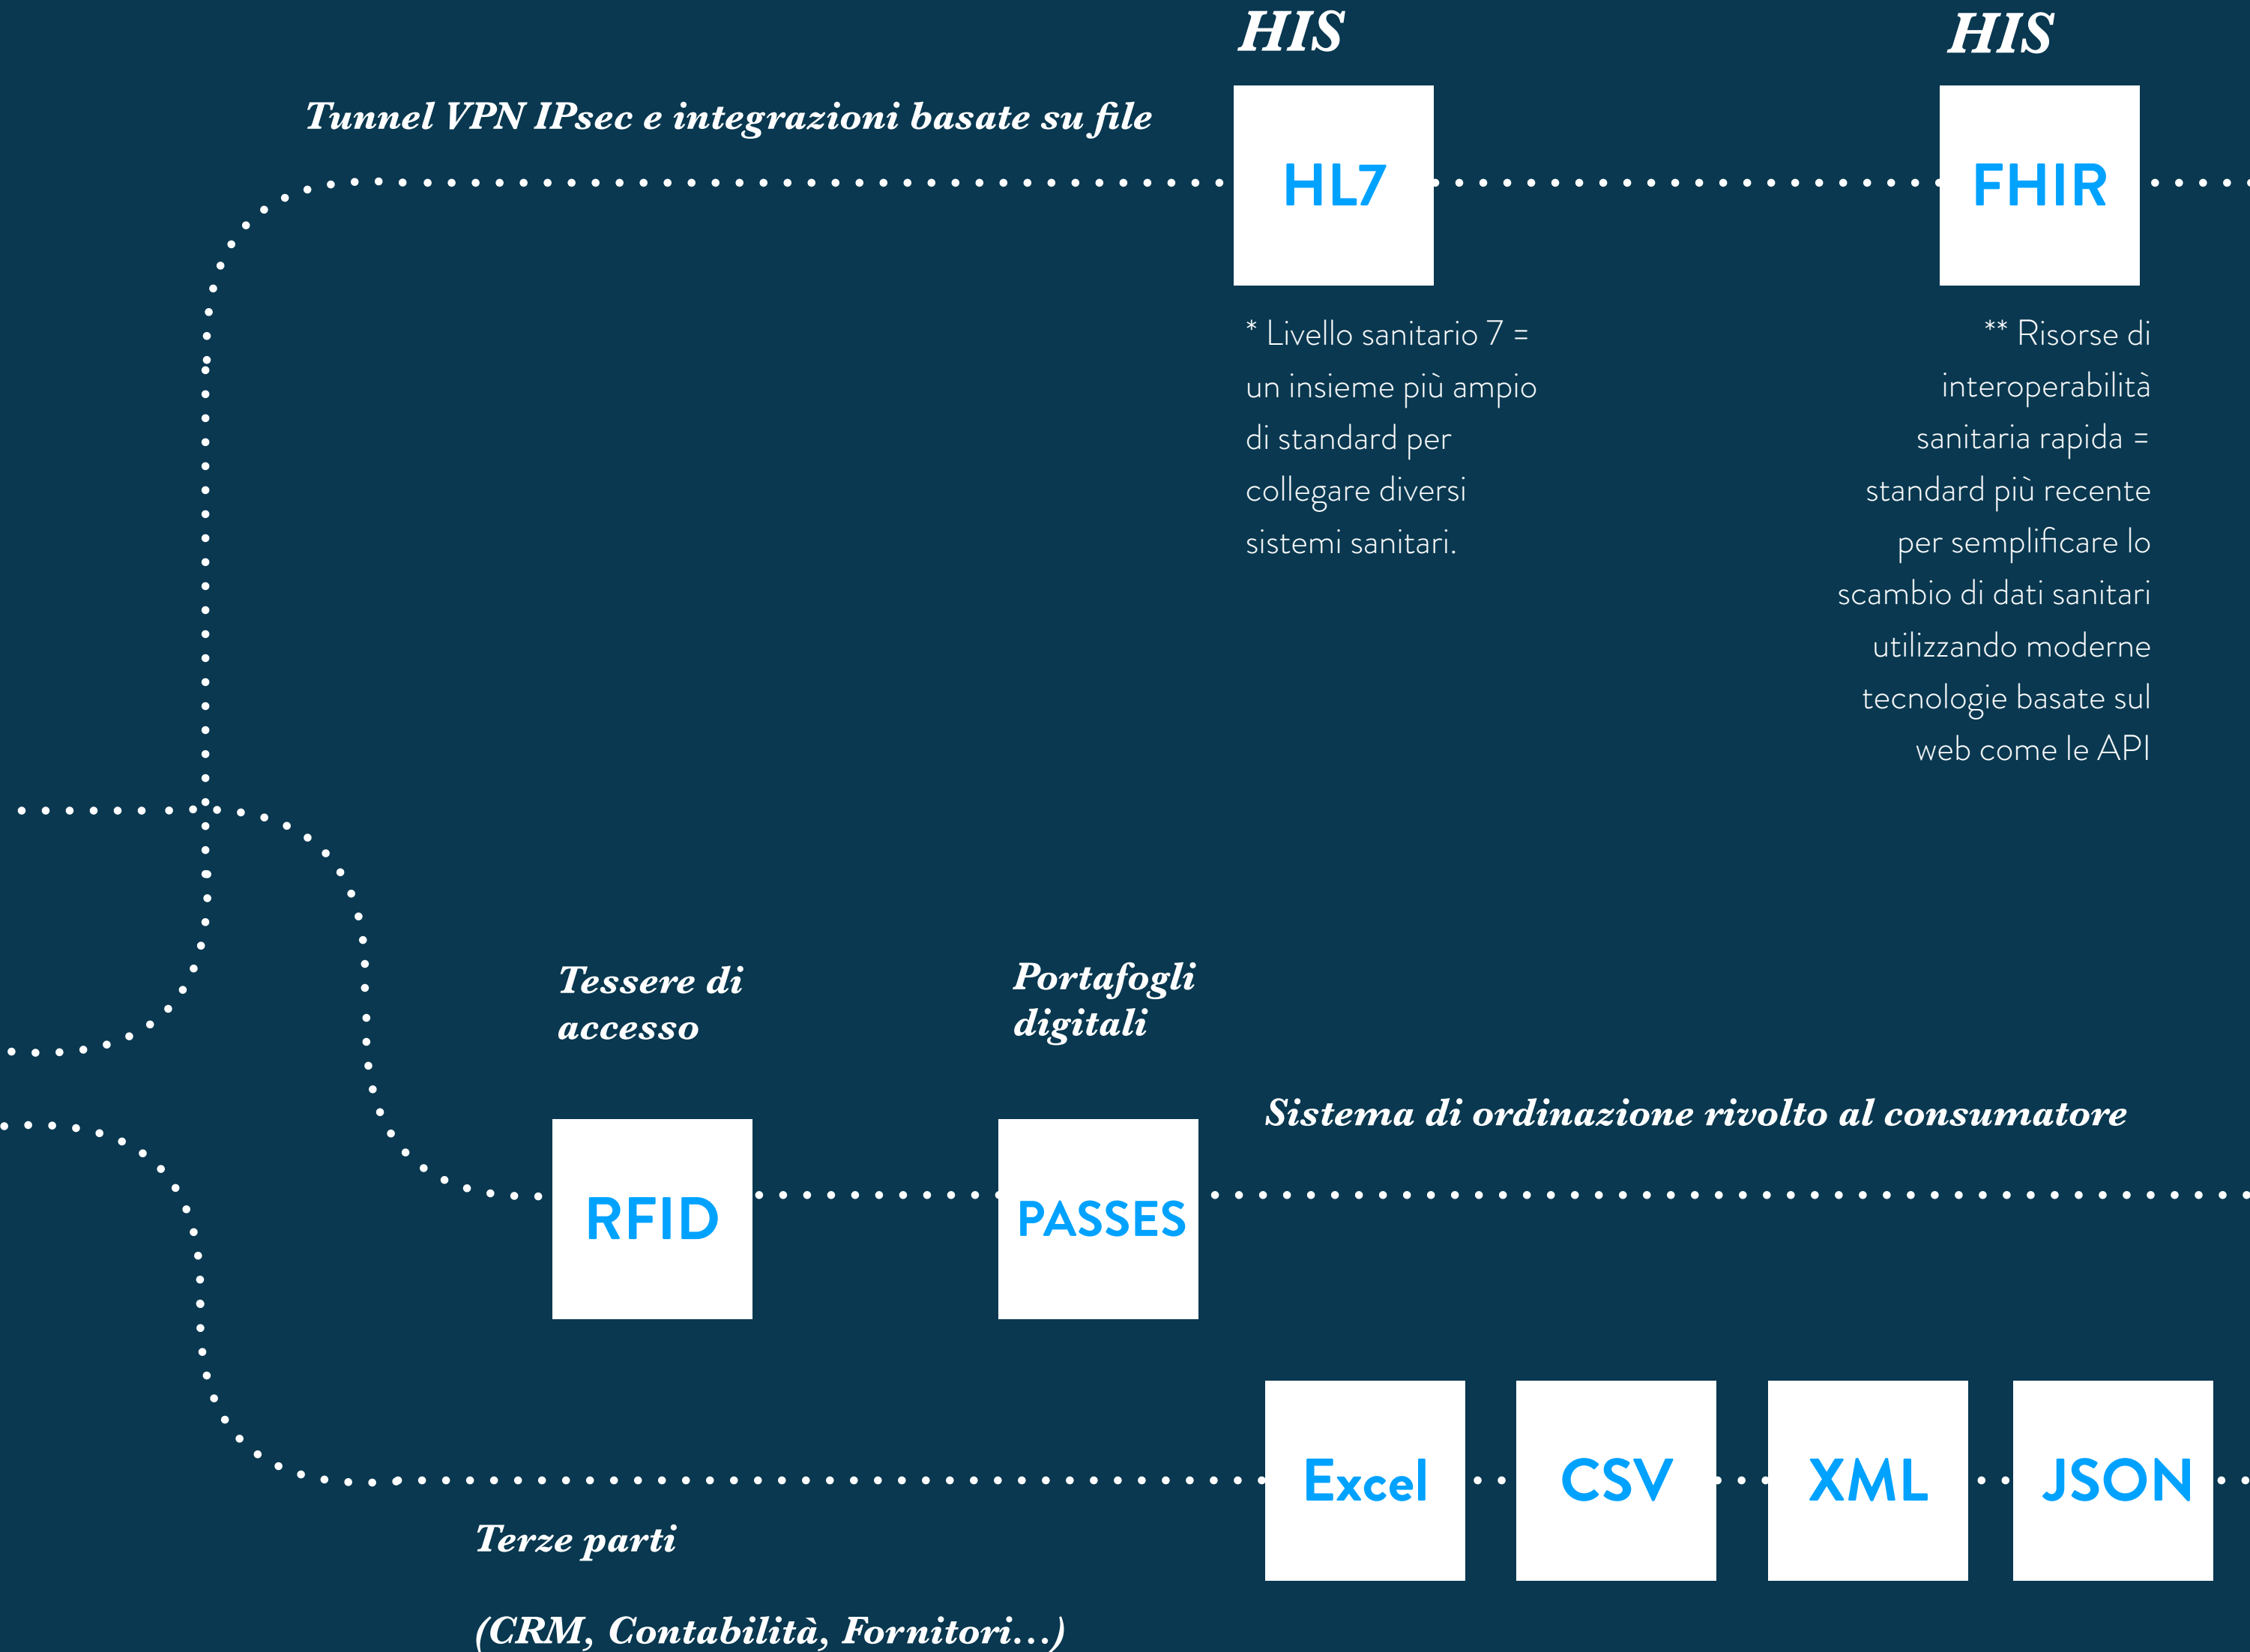 HIS
HIS
Tunnel VPN IPsec e integrazioni basate su file
HL7
FHIR
* Livello sanitario 7 =
un insieme più ampio
di standard per
collegare diversi
sistemi sanitari.
** Risorse di
interoperabilità
sanitaria rapida =
standard più recente
per semplificare lo
scambio di dati sanitari
utilizzando moderne
tecnologie basate sul
web come le API
Tessere di
accesso
Portafogli
digitali
Sistema di ordinazione rivolto al consumatore
RFID
PASSES
Excel
CSV
XML
JSON
Terze parti
(CRM, Contabilità, Fornitori...)